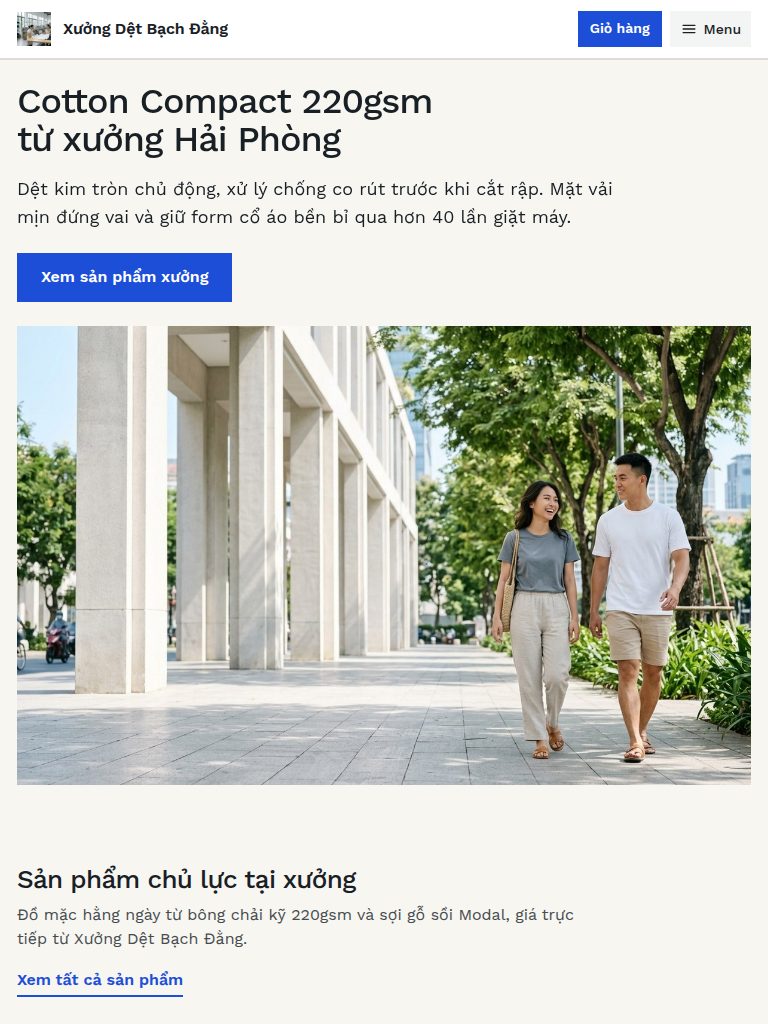 Xưởng Dệt Bạch Đằng
Giỏ hàng
Menu
Cotton Compact 220gsm
từ xưởng Hải Phòng
Dệt kim tròn chủ động, xử lý chống co rút trước khi cắt rập. Mặt vải
mịn đứng vai và giữ form cổ áo bền bỉ qua hơn 40 lần giặt máy.
Xem sản phẩm xưởng
Sản phẩm chủ lực tại xưởng
Đồ mặc hằng ngày từ bông chải kỹ 220gsm và sợi gỗ sồi Modal, giá trực
tiếp từ Xưởng Dệt Bạch Đằng.
Xem tất cả sản phẩm